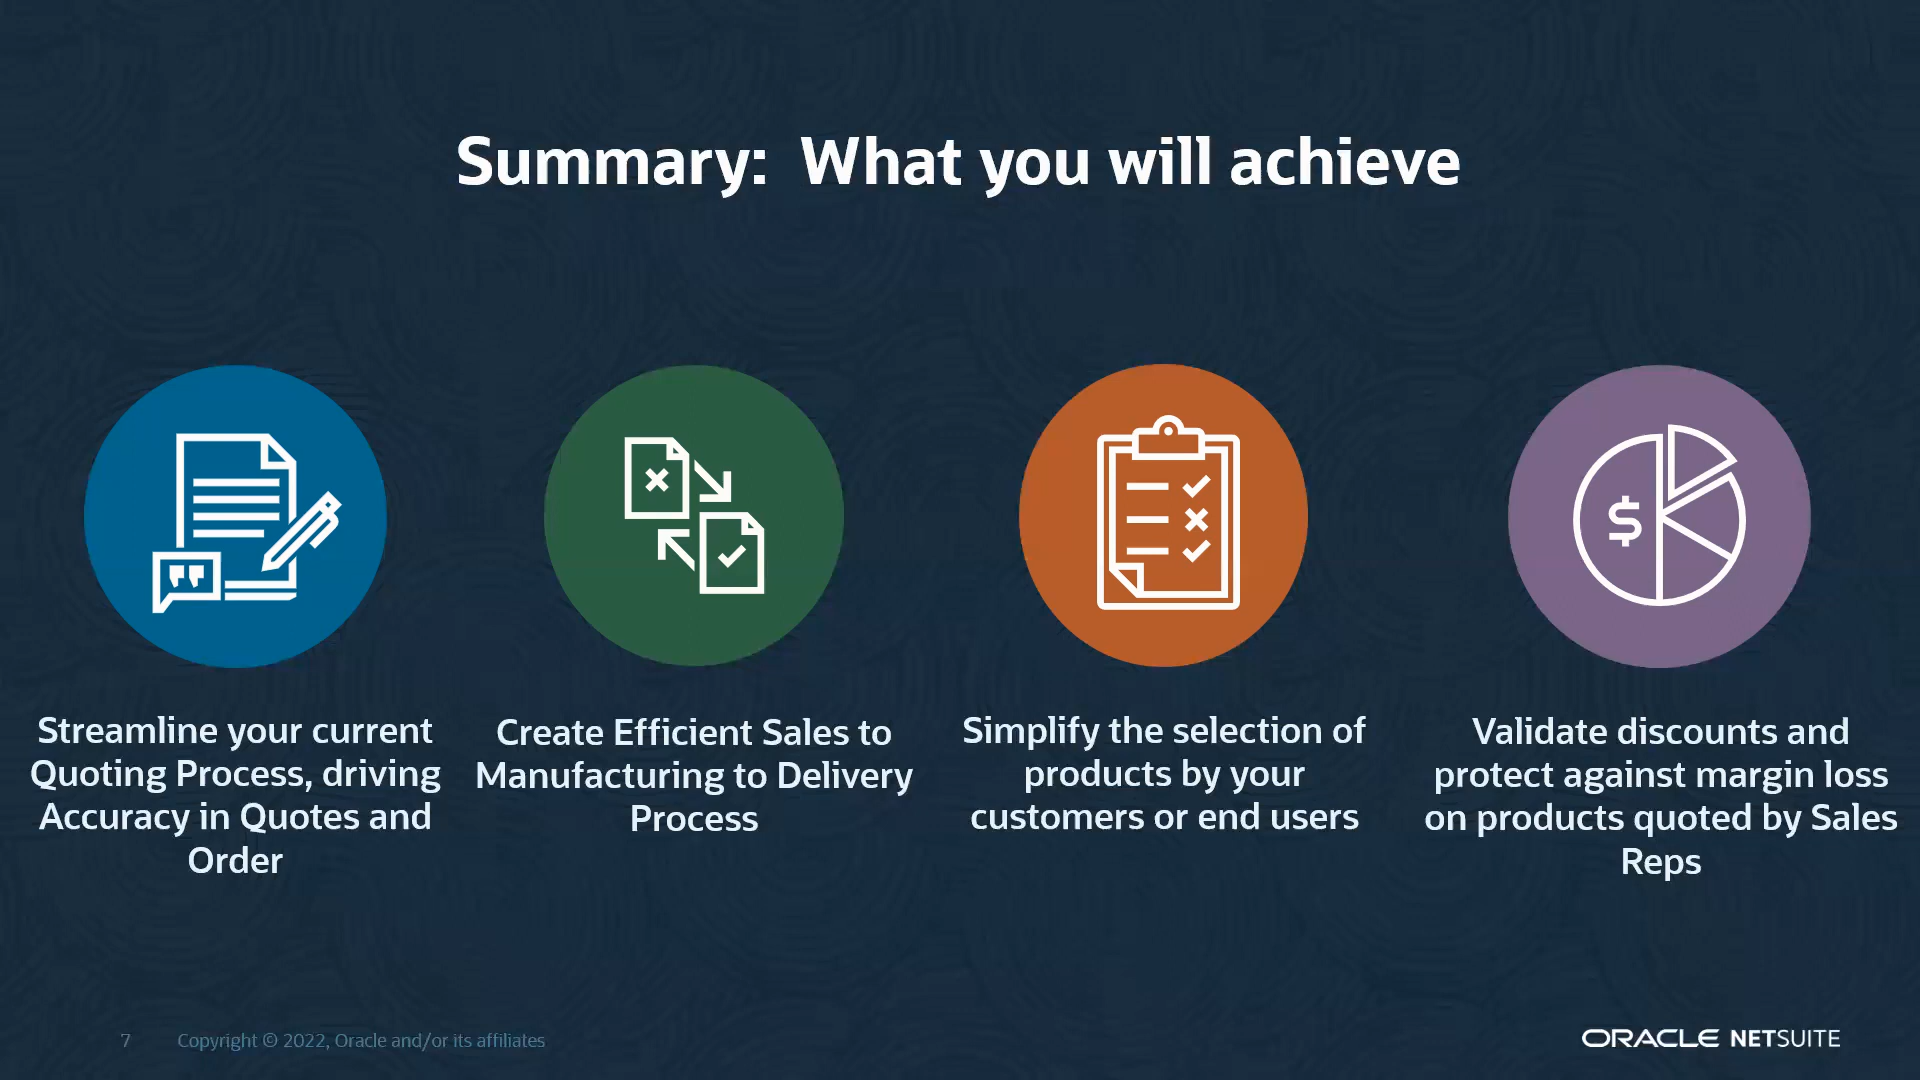 Summary:  What you will achieve
Streamline your current
Quoting Process, driving
Accuracy in Quotes and
Order
Create Efficient Sales to
Manufacturing to Delivery
Process
Simplify the selection of
products by your
customers or end users
Validate discounts and
protect against margin loss
on products quoted by Sales
Reps
$
7
Copyright © 2022, Oracle and/or its affiliates
ORACLE NETSUITE